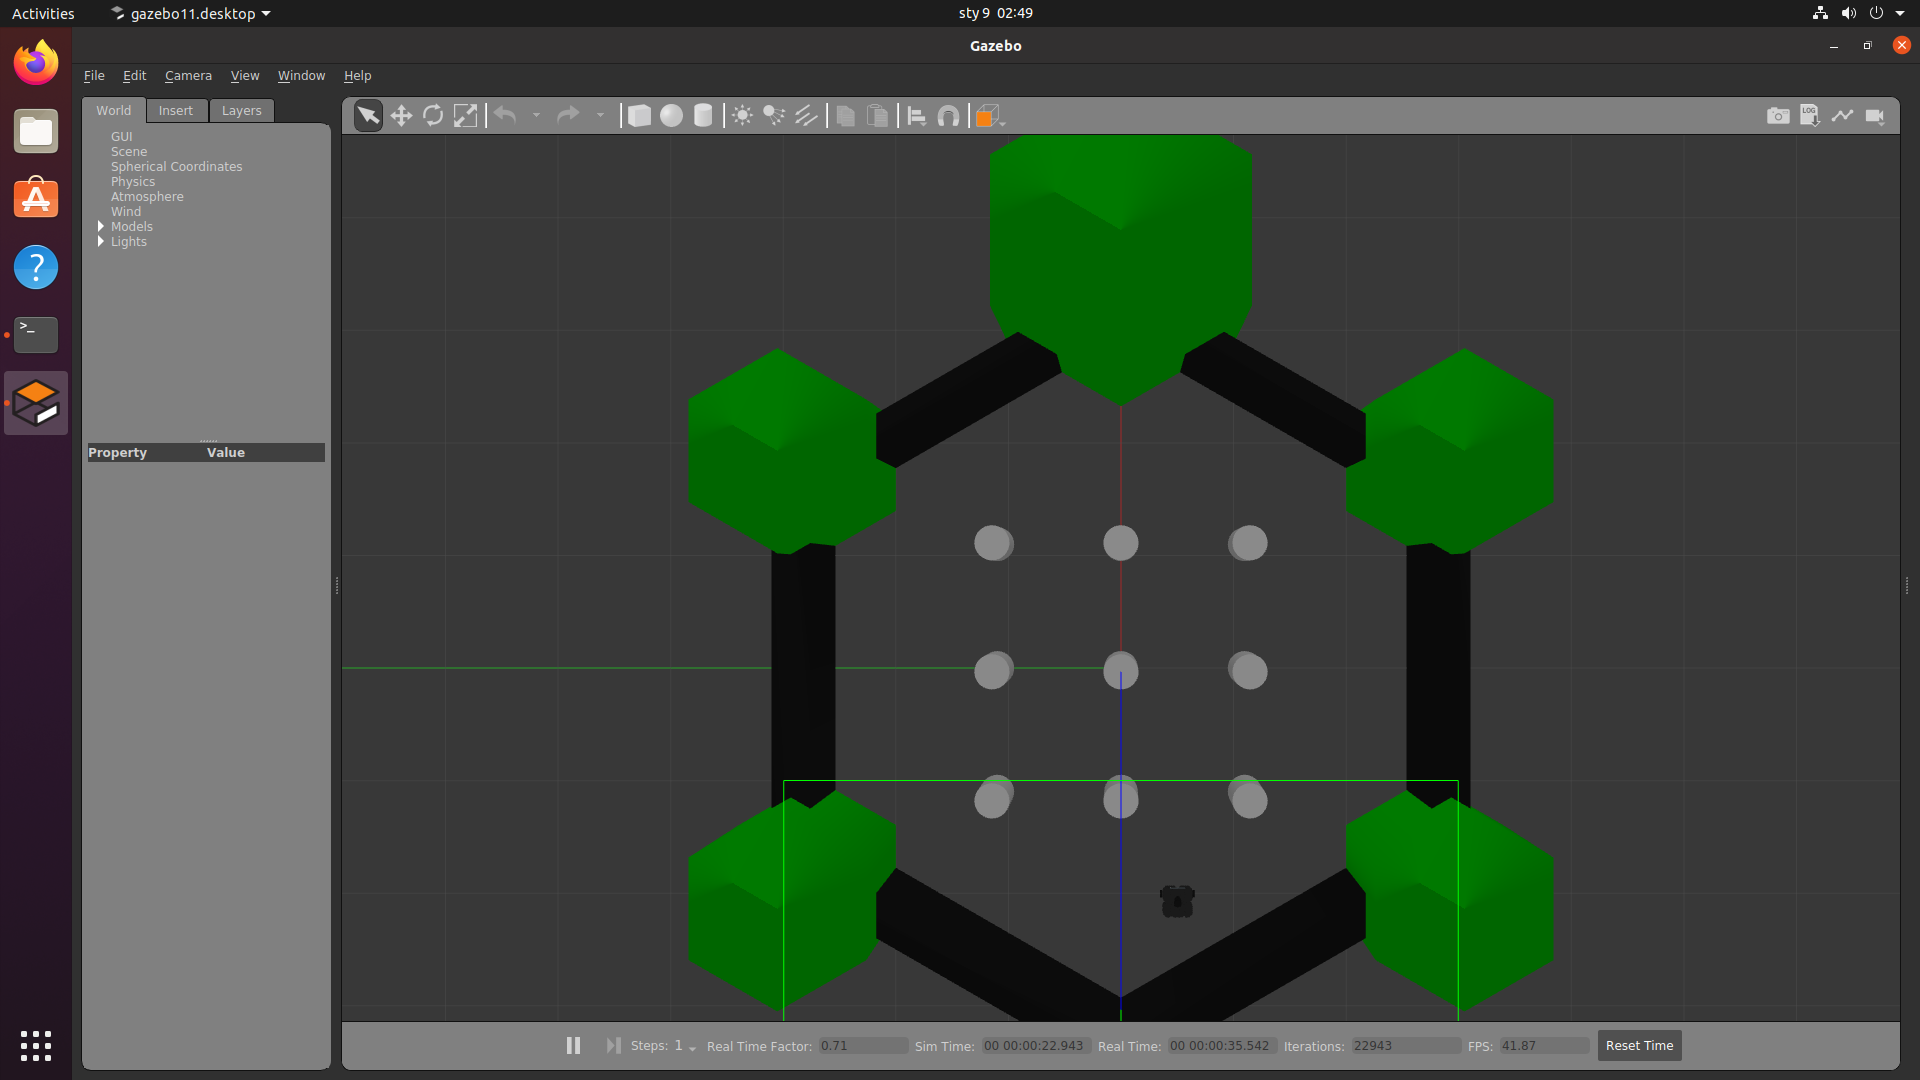 Activities
gazebo11.desktop
sty 9 02:49
Gazebo
File Edit Camera View Window Help
World Insert Layers
GUI
Scene
Spherical Coordinates
Physics
Atmosphere
Wind
Models
Lights
Property Value
LOG
>_
?
Steps: 1 Real Time Factor: 0.71 Sim Time: 00 00:00:22.943 Real Time: 00 00:00:35.542 Iterations: 22943 FPS: 41.87 Reset Time